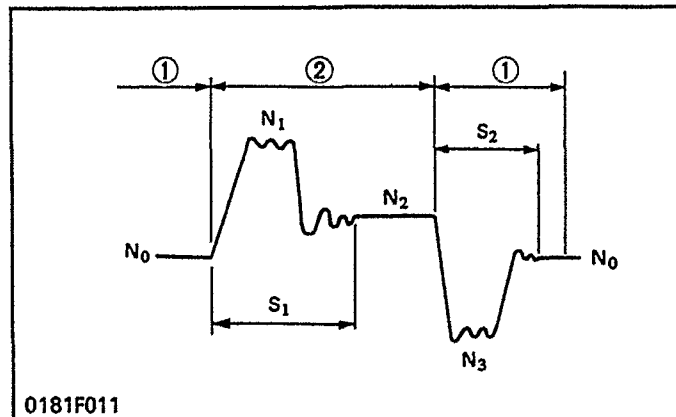 ① ② ①
N₁ S₂
N₂
N₀ N₀
S₁
N₃
0181F011